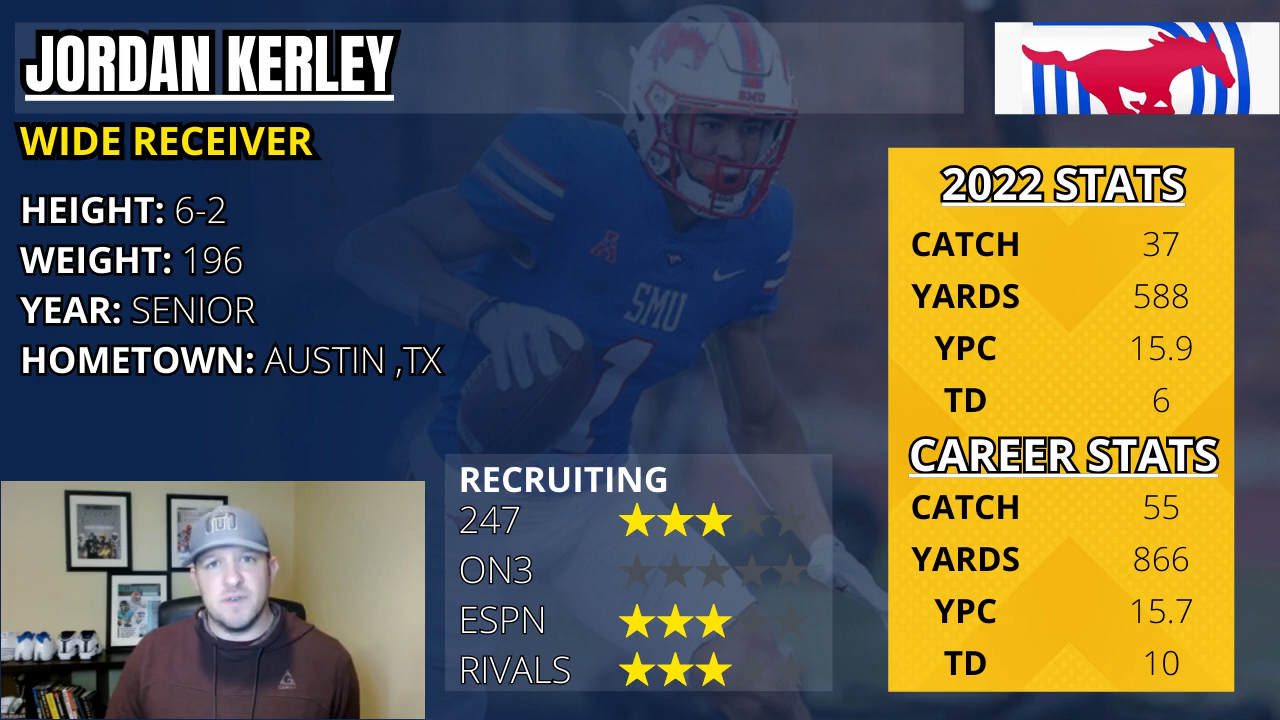 JORDAN KERLEY
WIDE RECEIVER
HEIGHT: 6-2
WEIGHT: 196
YEAR: SENIOR
HOMETOWN: AUSTIN ,TX
SMU
SMU
1
RECRUITING
247
ON3
ESPN
RIVALS
2022 STATS
CATCH 37
YARDS 588
YPC 15.9
TD 6
CAREER STATS
CATCH 55
YARDS 866
YPC 15.7
TD 10